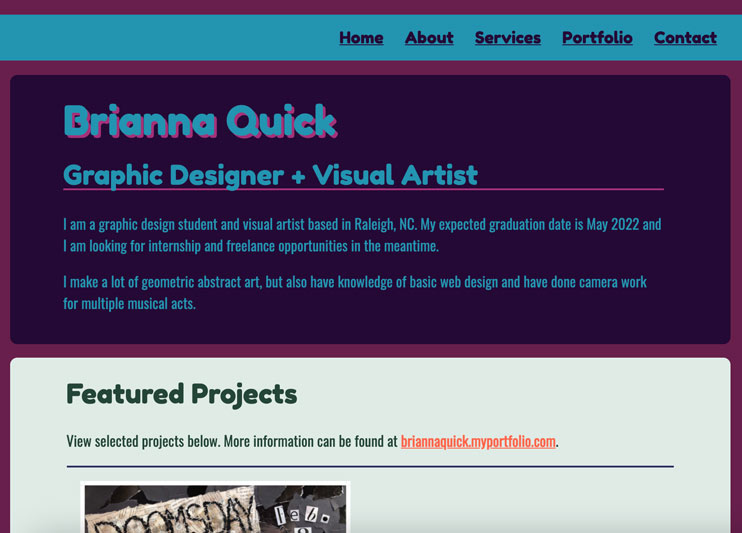 Home About Services Portfolio Contact
Brianna Quick
Graphic Designer + Visual Artist
I am a graphic design student and visual artist based in Raleigh, NC. My expected graduation date is May 2022 and
I am looking for internship and freelance opportunities in the meantime.
I make a lot of geometric abstract art, but also have knowledge of basic web design and have done camera work
for multiple musical acts.
Featured Projects
View selected projects below. More information can be found at briannaquick.myportfolio.com.
DOOMSDAY
feb.